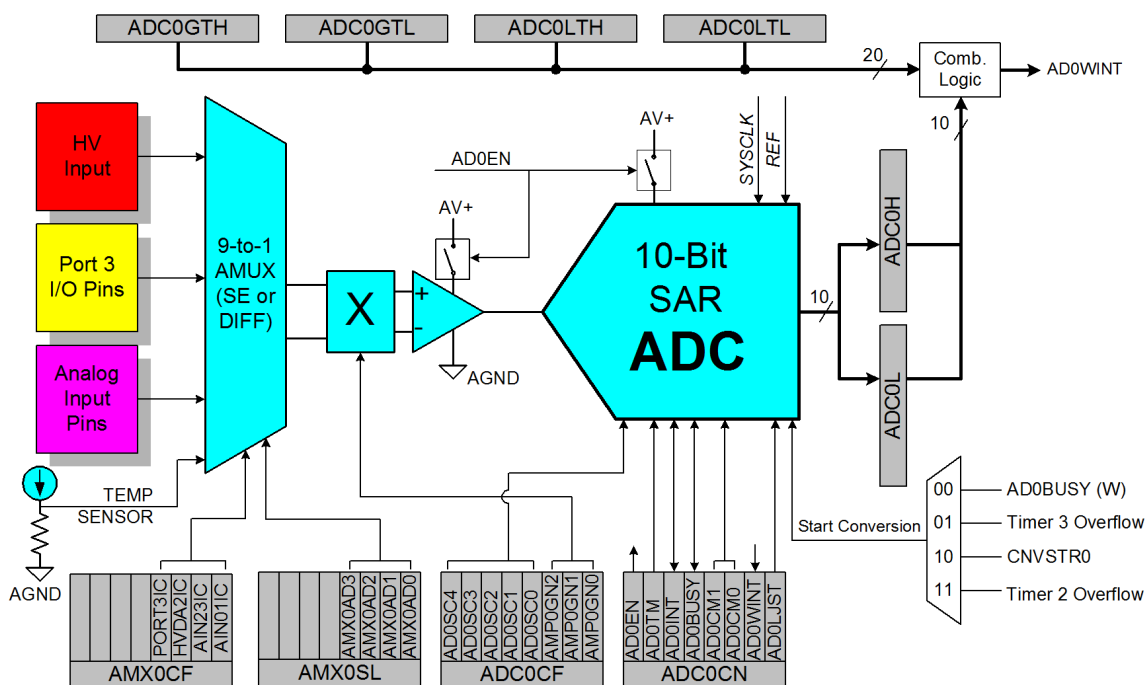 ADC0GTH
ADC0GTL
ADC0LTH
ADC0LTL
20
Comb.
Logic
AD0WINT
10
HV
Input
Port 3
I/O Pins
Analog
Input
Pins
9-to-1
AMUX
(SE or
DIFF)
AD0EN
AV+
AV+
SYSCLK
REF
X
+
-
AGND
10-Bit
SAR
ADC
10
ADC0H
ADC0L
TEMP
SENSOR
AGND
Start Conversion
00
AD0BUSY (W)
01
Timer 3 Overflow
10
CNVSTR0
11
Timer 2 Overflow
PORT3IC
HVDA2IC
AIN23IC
AIN01IC
AMX0CF
AMX0AD3
AMX0AD2
AMX0AD1
AMX0AD0
AMX0SL
AD0SC4
AD0SC3
AD0SC2
AD0SC1
AD0SC0
AMP0GN2
AMP0GN1
AMP0GN0
ADC0CF
AD0EN
AD0TM
AD0INT
AD0BUSY
AD0CM1
AD0CM0
AD0WINT
AD0LJST
ADC0CN